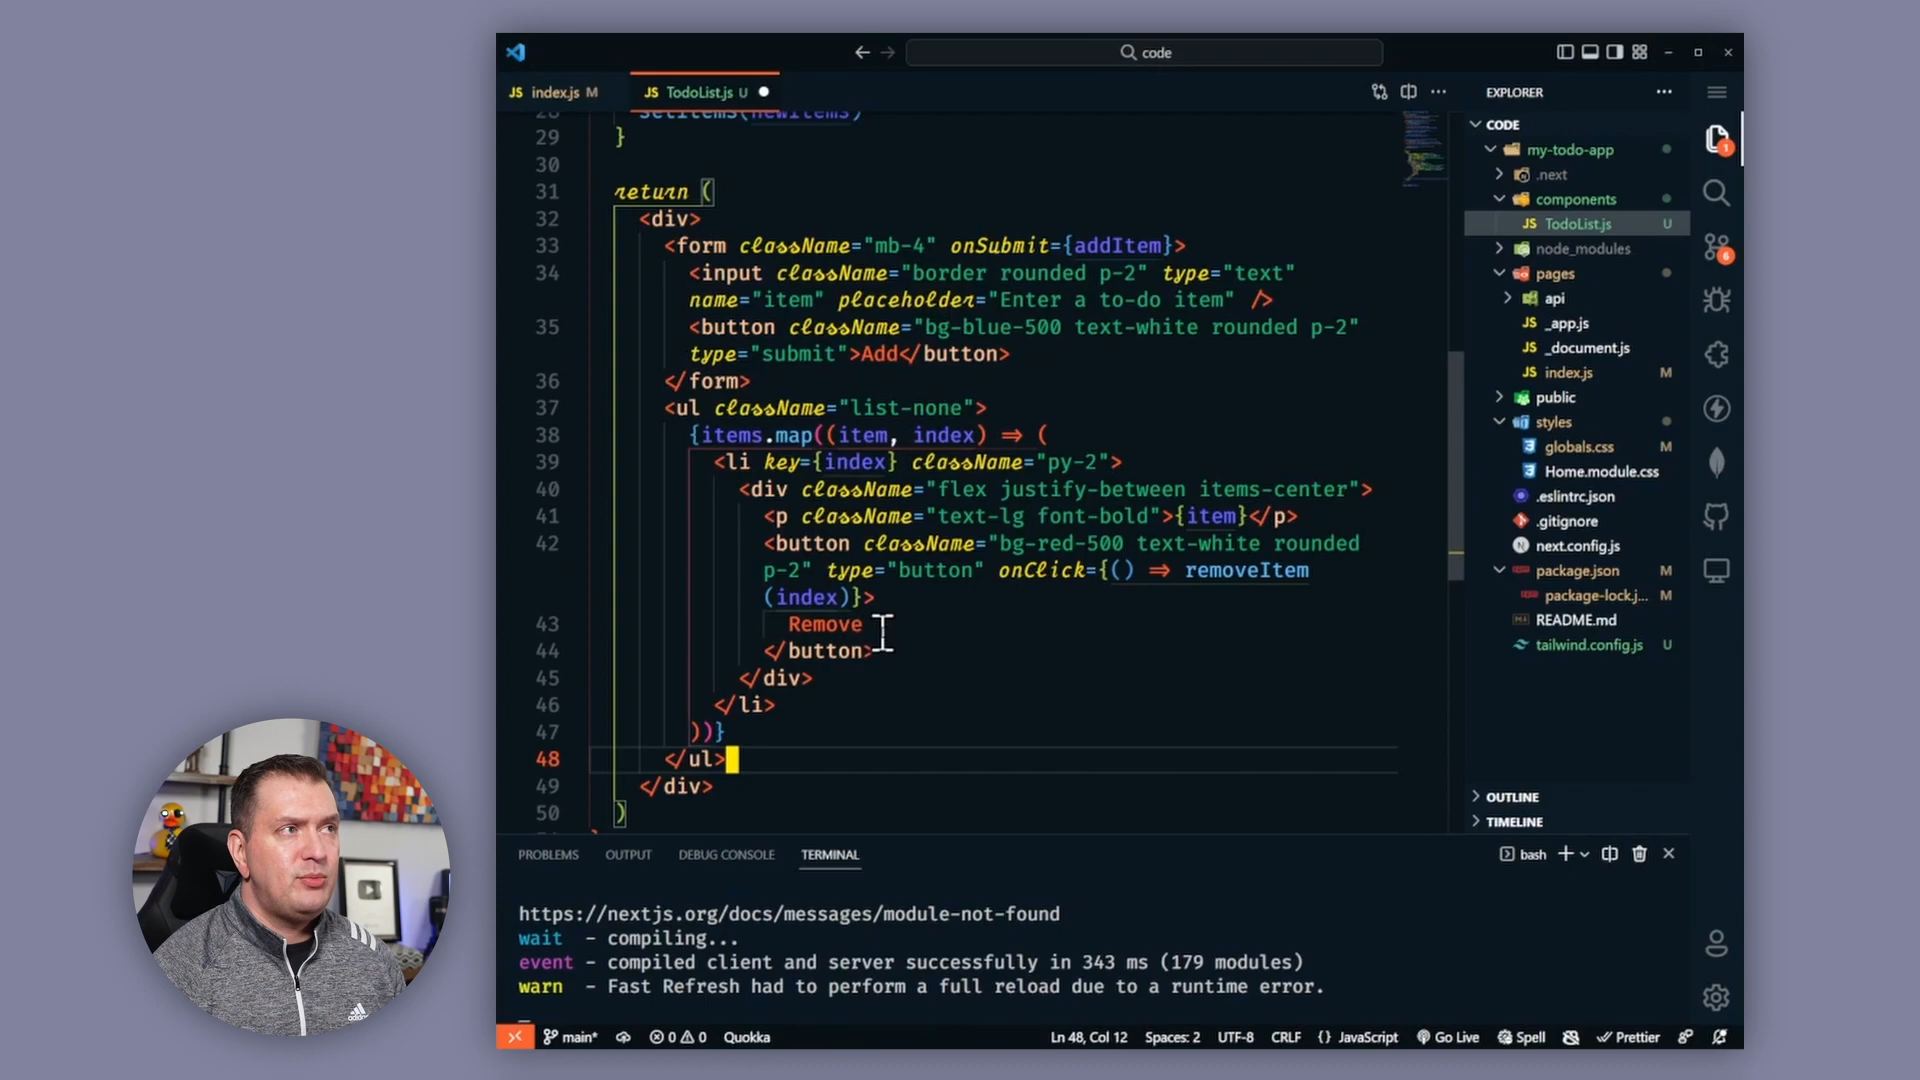 code
JS index.js M
JS TodoList.js U
EXPLORER
28 setItems(newItems)
29 }
30
31 return (
32 <div>
33 <form className="mb-4" onSubmit={addItem}>
34 <input className="border rounded p-2" type="text"
name="item" placeholder="Enter a to-do item" />
35 <button className="bg-blue-500 text-white rounded p-2"
type="submit">Add</button>
36 </form>
37 <ul className="list-none">
38 {items.map((item, index) => (
39 <li key={index} className="py-2">
40 <div className="flex justify-between items-center">
41 <p className="text-lg font-bold">{item}</p>
42 <button className="bg-red-500 text-white rounded
p-2" type="button" onClick={() => removeItem
(index)}>
43 Remove
44 </button>
45 </div>
46 </li>
47 ))}
48 </ul>
49 </div>
50 )
CODE
my-todo-app
.next
components
JS TodoList.js U
node_modules
pages
api
JS _app.js
JS _document.js
JS index.js M
public
styles
globals.css M
Home.module.css
.eslintrc.json
.gitignore
next.config.js
package.json M
package-lock.j... M
README.md
tailwind.config.js U
OUTLINE
TIMELINE
1
6
PROBLEMS OUTPUT DEBUG CONSOLE TERMINAL
bash
https://nextjs.org/docs/messages/module-not-found
wait - compiling...
event - compiled client and server successfully in 343 ms (179 modules)
warn - Fast Refresh had to perform a full reload due to a runtime error.
main* 0 0 Quokka
Ln 48, Col 12 Spaces: 2 UTF-8 CRLF {} JavaScript Go Live Spell Prettier
adidas